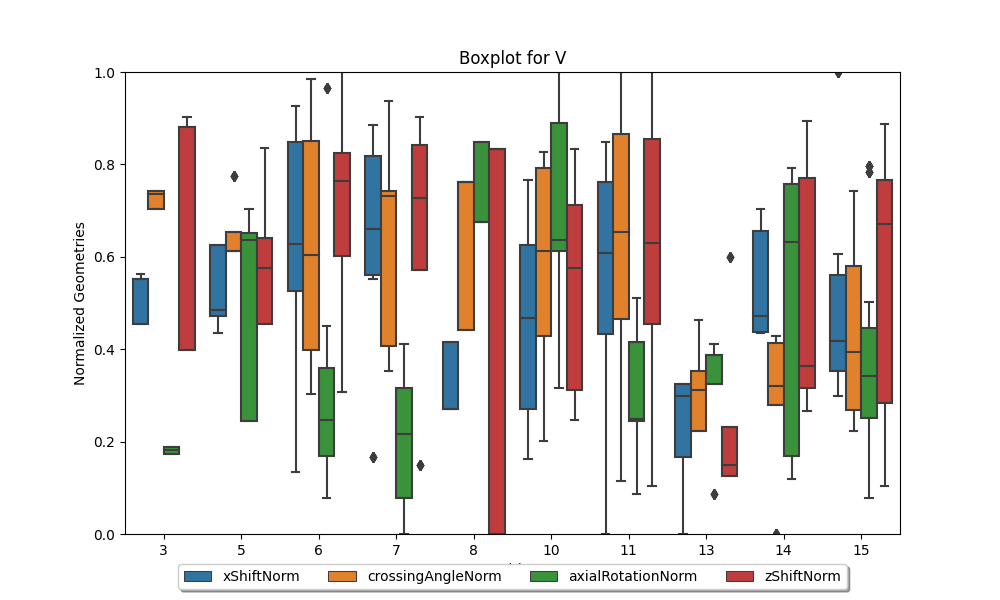 Boxplot for V
Normalized Geometries
1.0
0.8
0.6
0.4
0.2
0.0
3 5 6 7 8 10 11 13 14 15
xShiftNorm crossingAngleNorm axialRotationNorm zShiftNorm